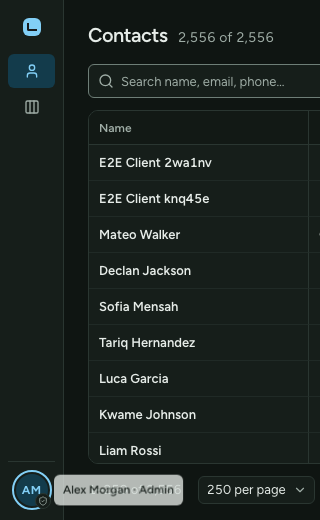 Contacts 2,556 of 2,556
Search name, email, phone...
Name
E2E Client 2wa1nv
E2E Client knq45e
Mateo Walker
Declan Jackson
Sofia Mensah
Tariq Hernandez
Luca Garcia
Kwame Johnson
Liam Rossi
AM
Alex Morgan · Admin
250 per page